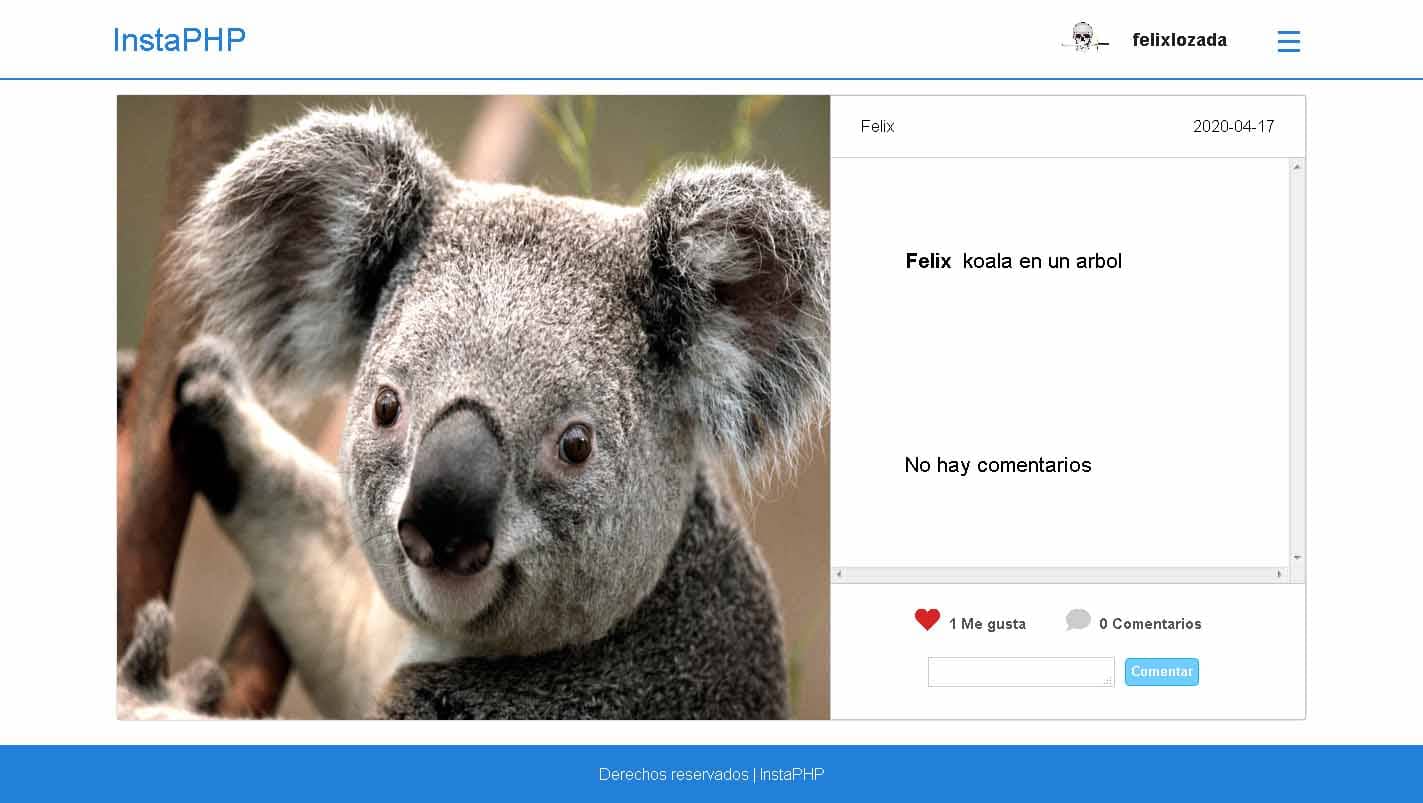 InstaPHP
felixlozada
Felix
2020-04-17
Felix koala en un arbol
No hay comentarios
1 Me gusta
0 Comentarios
Comentar
Derechos reservados | InstaPHP